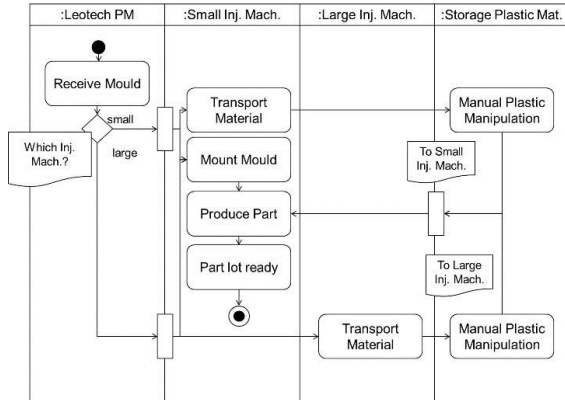 :Leotech PM
:Small Inj. Mach.
:Large Inj. Mach.
:Storage Plastic Mat.
Receive Mould
small
Which Inj.
Mach.?
large
Transport
Material
Manual Plastic
Manipulation
Mount Mould
To Small
Inj. Mach.
Produce Part
Part lot ready
To Large
Inj. Mach.
Transport
Material
Manual Plastic
Manipulation